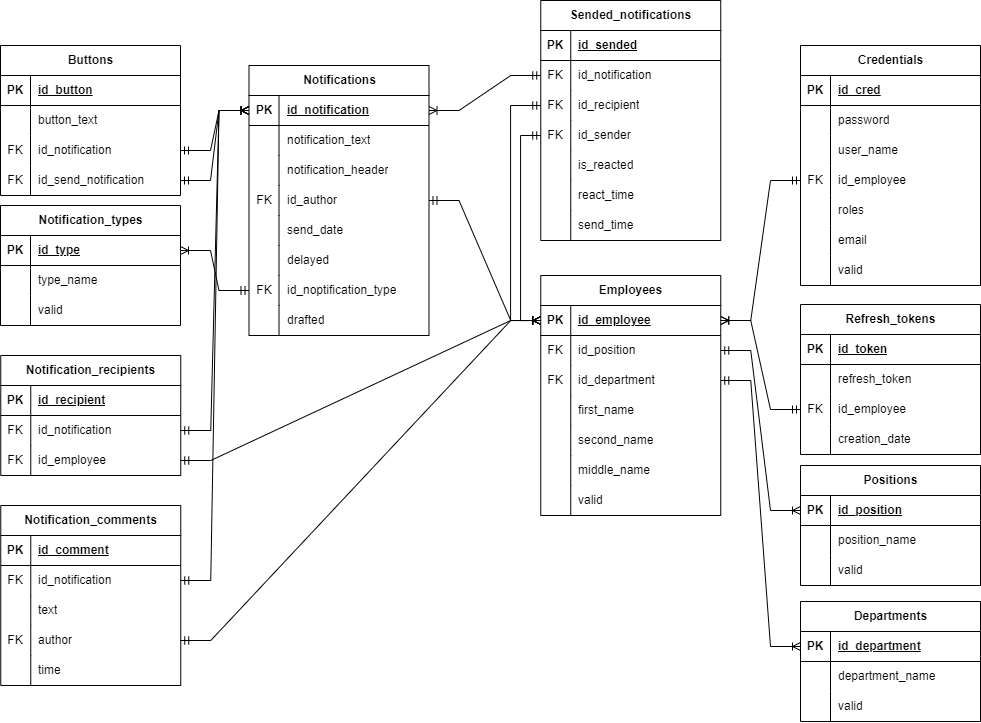 Buttons
PK id_button
button_text
FK id_notification
FK id_send_notification
Notification_types
PK id_type
type_name
valid
Notification_recipients
PK id_recipient
FK id_notification
FK id_employee
Notification_comments
PK id_comment
FK id_notification
text
FK author
time
Notifications
PK id_notification
notification_text
notification_header
FK id_author
send_date
delayed
FK id_noptification_type
drafted
Sended_notifications
PK id_sended
FK id_notification
FK id_recipient
FK id_sender
is_reacted
react_time
send_time
Employees
PK id_employee
FK id_position
FK id_department
first_name
second_name
middle_name
valid
Credentials
PK id_cred
password
user_name
FK id_employee
roles
email
valid
Refresh_tokens
PK id_token
refresh_token
FK id_employee
creation_date
Positions
PK id_position
position_name
valid
Departments
PK id_department
department_name
valid